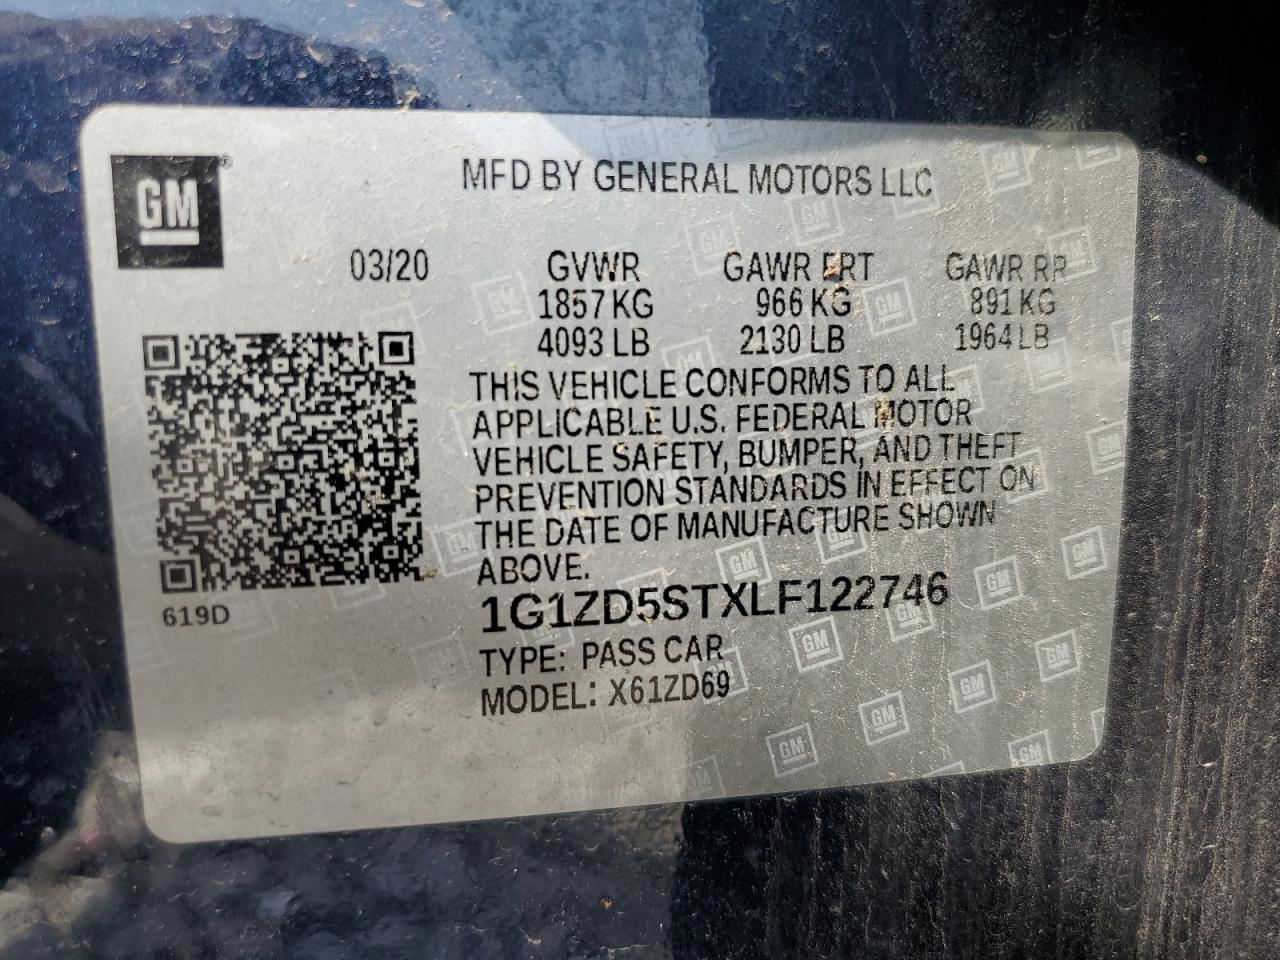 GM®
MFD BY GENERAL MOTORS LLC
03/20 GVWR GAWR FRT GAWR RR
1857 KG 966 KG 891 KG
4093 LB 2130 LB 1964 LB
THIS VEHICLE CONFORMS TO ALL
APPLICABLE U.S. FEDERAL MOTOR
VEHICLE SAFETY, BUMPER, AND THEFT
PREVENTION STANDARDS IN EFFECT ON
THE DATE OF MANUFACTURE SHOWN
ABOVE.
619D
1G1ZD5STXLF122746
TYPE: PASS CAR
MODEL: X61ZD69